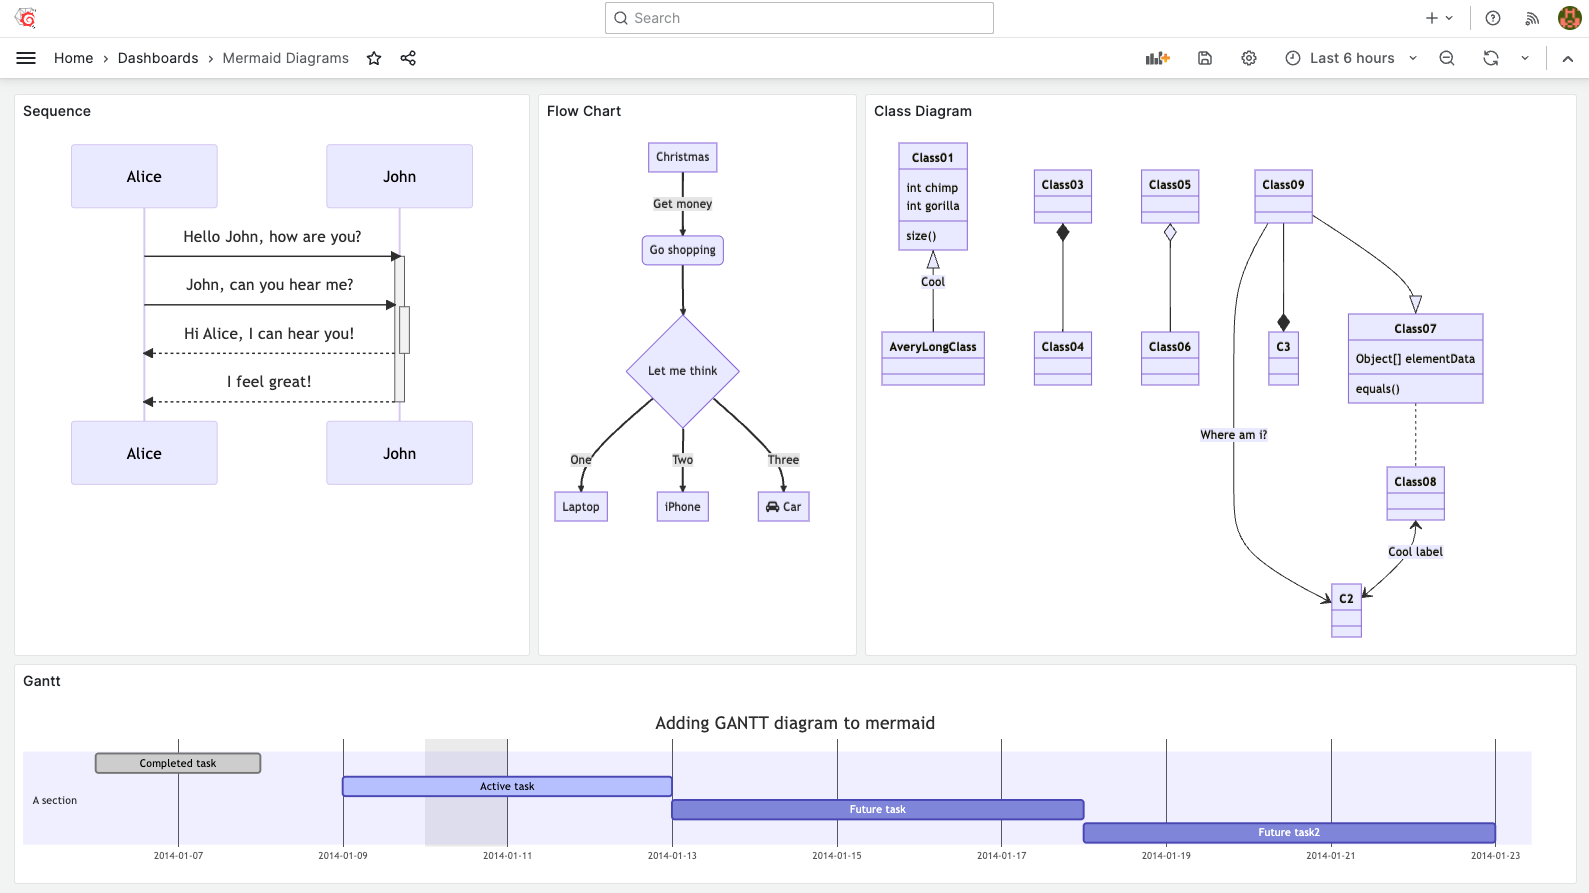 Search
Home › Dashboards › Mermaid Diagrams
Last 6 hours
Sequence
Alice
John
Hello John, how are you?
John, can you hear me?
Hi Alice, I can hear you!
I feel great!
Alice
John
Flow Chart
Christmas
Get money
Go shopping
Let me think
One
Two
Three
Laptop
iPhone
Car
Class Diagram
Class01
int chimp
int gorilla
size()
Cool
AveryLongClass
Class03
Class04
Class05
Class06
Class09
C3
Class07
Object[] elementData
equals()
Where am i?
Class08
Cool label
C2
Gantt
Adding GANTT diagram to mermaid
Completed task
Active task
A section
Future task
Future task2
2014-01-07
2014-01-09
2014-01-11
2014-01-13
2014-01-15
2014-01-17
2014-01-19
2014-01-21
2014-01-23